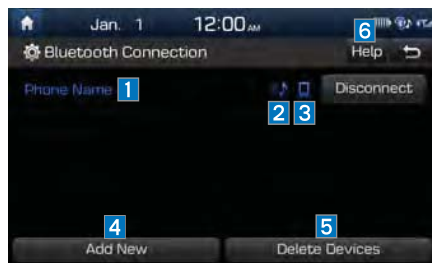 Jan. 1 12:00 AM 6
Bluetooth Connection Help
Phone Name 1 2 3 Disconnect
4 5
Add New Delete Devices